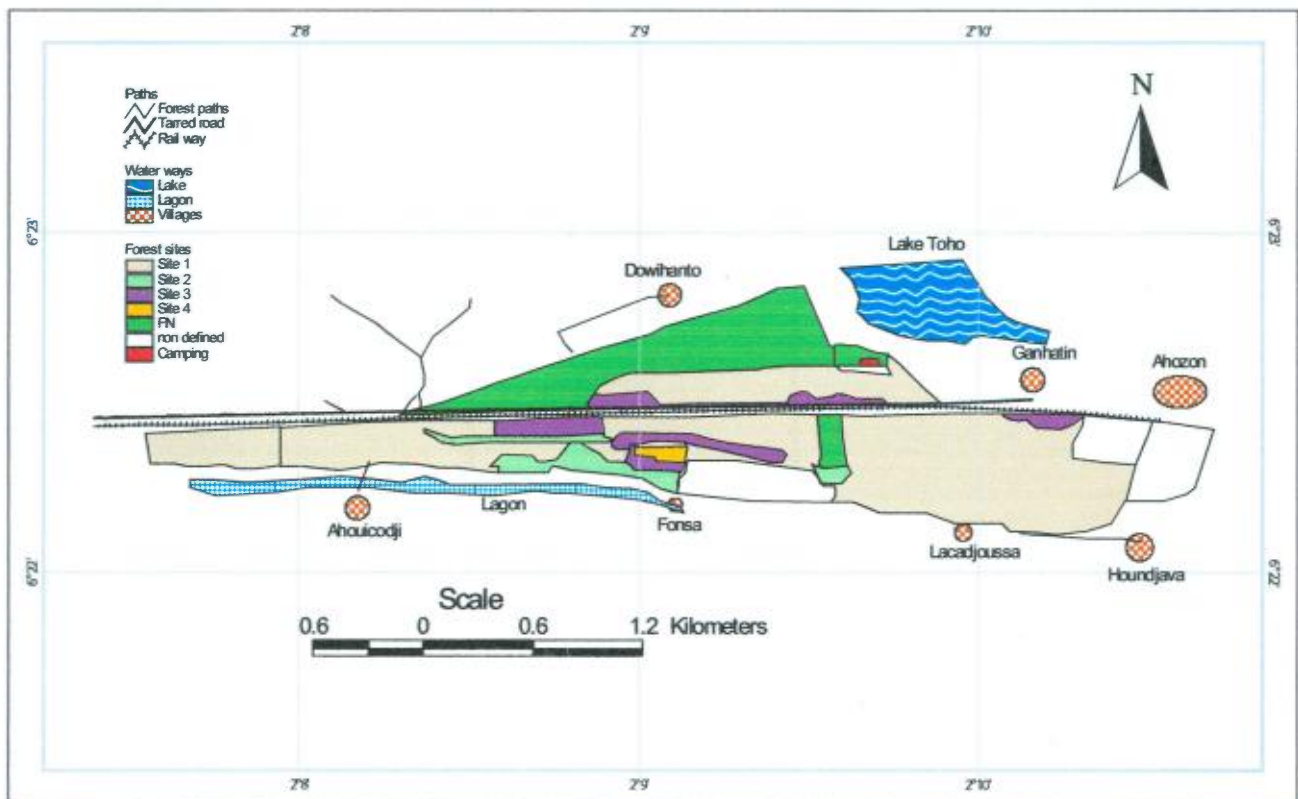 2°8' 2°9' 2°10'
N
Paths
Forest paths
Tarred road
Rail way
Water ways
Lake
Lagon
Villages
Forest sites
Site 1
Site 2
Site 3
Site 4
FN
non defined
Camping
6°23' 6°23'
Lake Toho
Dowihanto
Ganhatin
Ahozon
Lagon
Fonsa
Ahouicodji
Lacadjoussa
Houndjava
6°22' 6°22'
Scale
0.6 0 0.6 1.2 Kilometers
2°8' 2°9' 2°10'